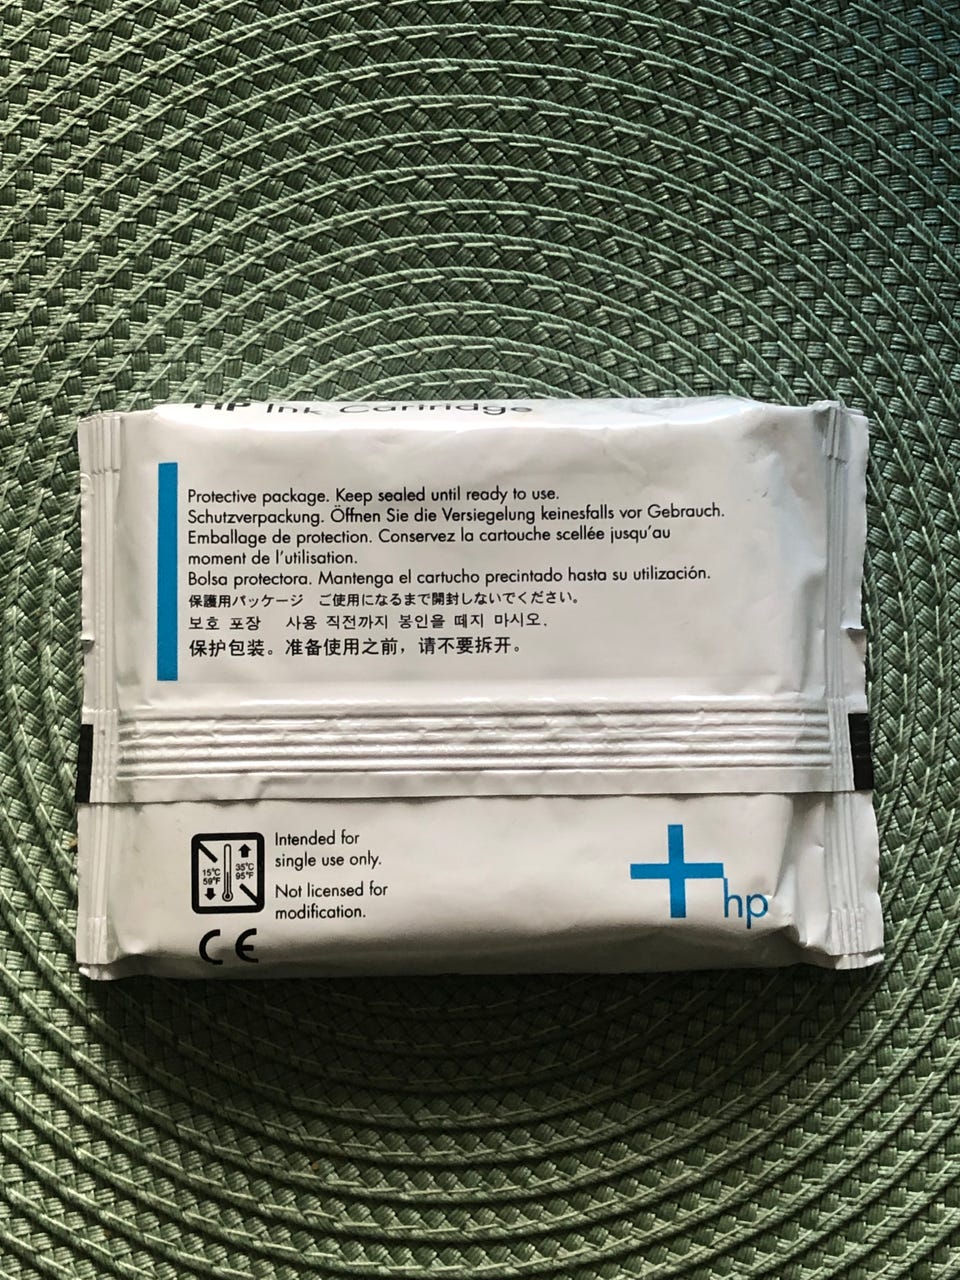 HP Ink Cartridge
Protective package. Keep sealed until ready to use.
Schutzverpackung. Öffnen Sie die Versiegelung keinesfalls vor Gebrauch.
Emballage de protection. Conservez la cartouche scellée jusqu'au
moment de l'utilisation.
Bolsa protectora. Mantenga el cartucho precintado hasta su utilización.
保護用パッケージ ご使用になるまで開封しないでください。
보호 포장 사용 직전까지 봉인을 떼지 마시오.
保护包装。准备使用之前，请不要拆开。
15°C
59°F
35°C
95°F
Intended for
single use only.
Not licensed for
modification.
CE
hp